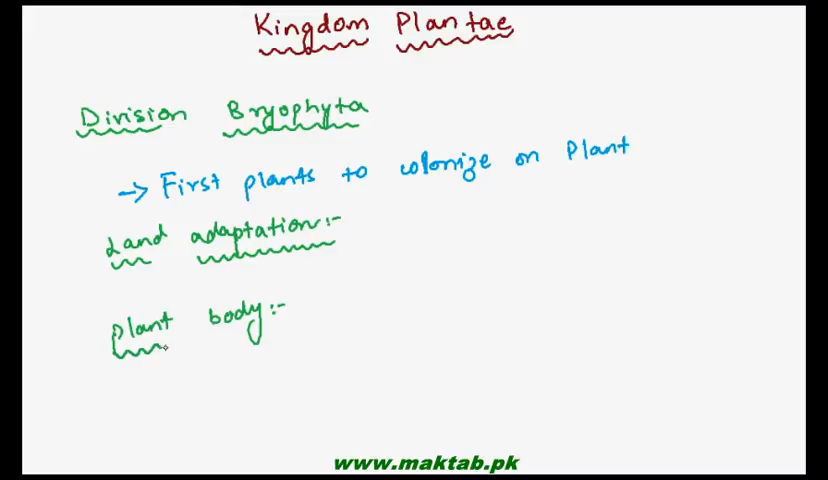 Kingdom Plantae
Division Bryophyta
→ First plants to colonize on Plant
Land adaptation:-
Plant body:-
www.maktab.pk